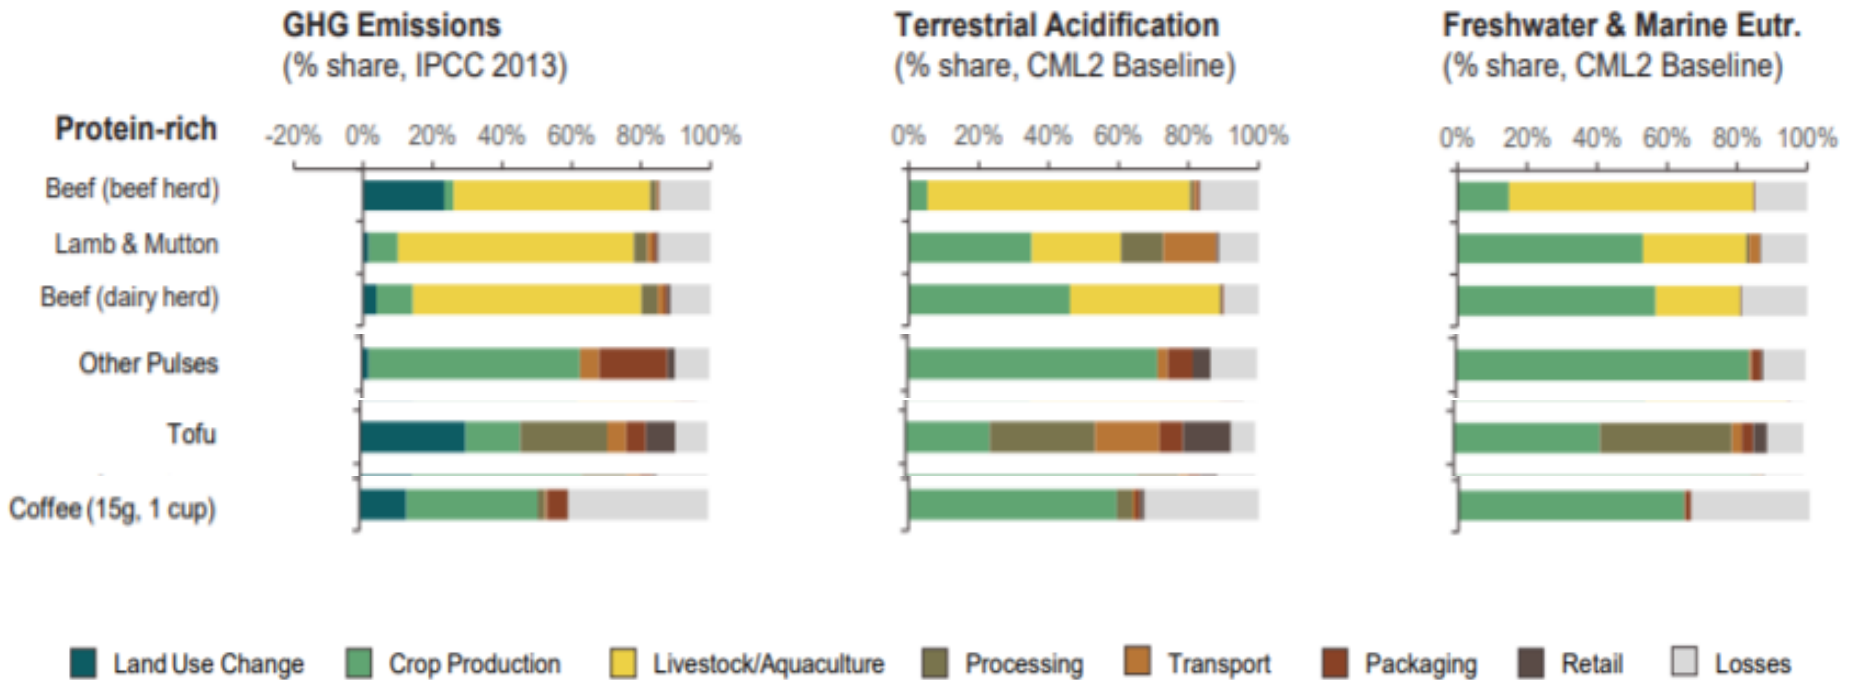 GHG Emissions
(% share, IPCC 2013)
Terrestrial Acidification
(% share, CML2 Baseline)
Freshwater & Marine Eutr.
(% share, CML2 Baseline)
Protein-rich
-20% 0% 20% 40% 60% 80% 100%
0% 20% 40% 60% 80% 100%
0% 20% 40% 60% 80% 100%
Beef (beef herd)
Lamb & Mutton
Beef (dairy herd)
Other Pulses
Tofu
Coffee (15g, 1 cup)
Land Use Change
Crop Production
Livestock/Aquaculture
Processing
Transport
Packaging
Retail
Losses